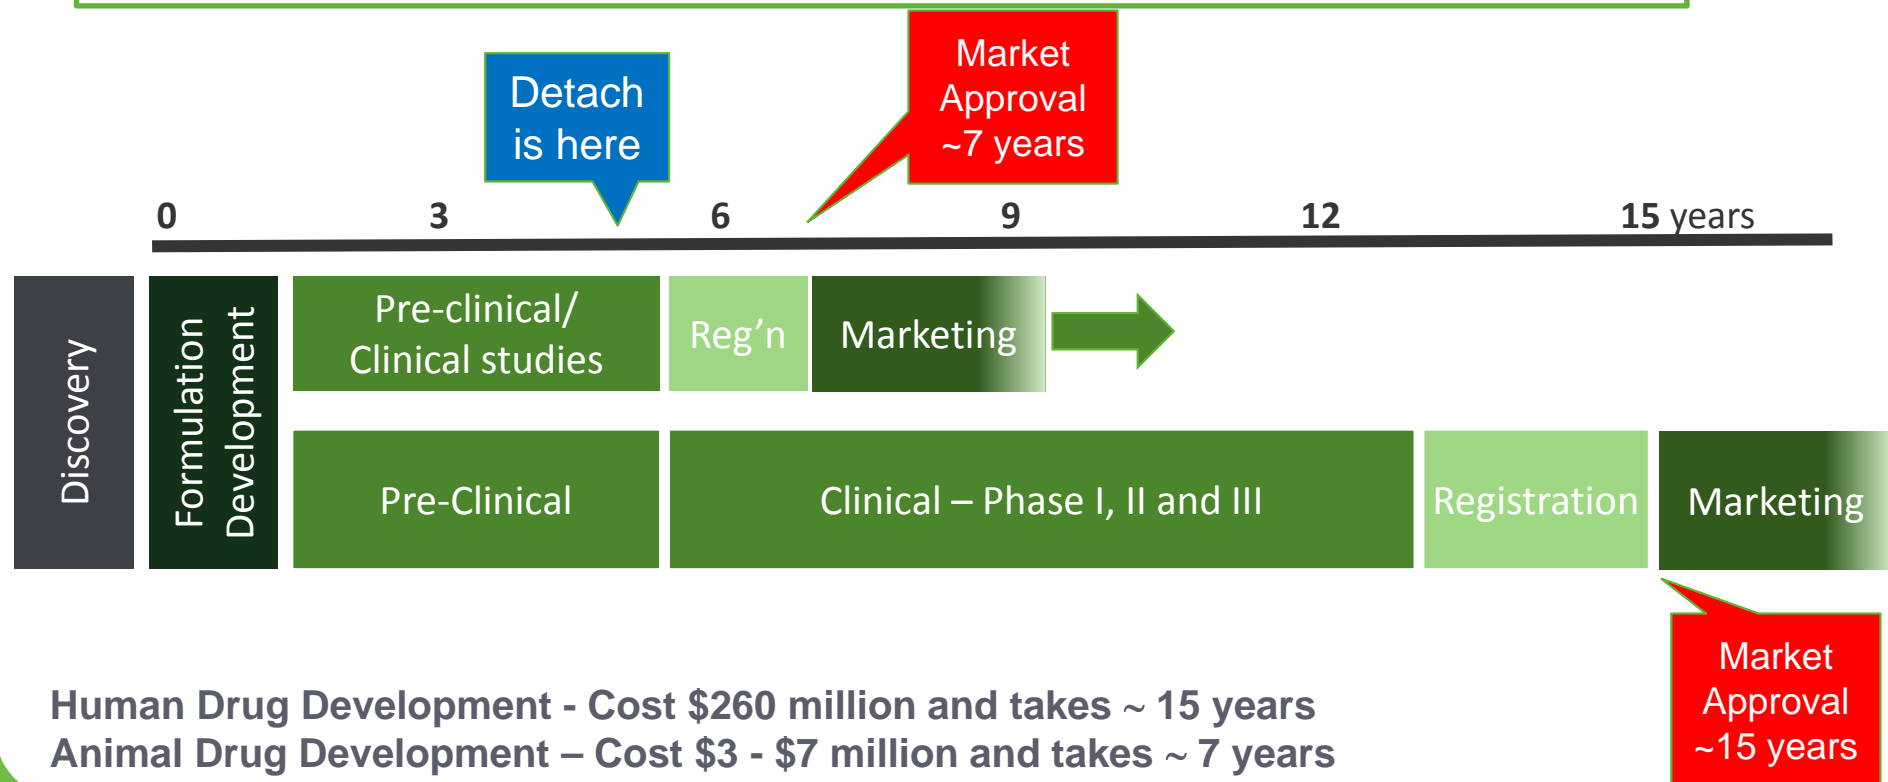 Detach
is here
Market
Approval
~7 years
0 3 6 9 12 15 years
Discovery
Formulation
Development
Pre-clinical/
Clinical studies
Reg’n
Marketing
Pre-Clinical
Clinical – Phase I, II and III
Registration
Marketing
Market
Approval
~15 years
Human Drug Development - Cost $260 million and takes ~ 15 years
Animal Drug Development – Cost $3 - $7 million and takes ~ 7 years